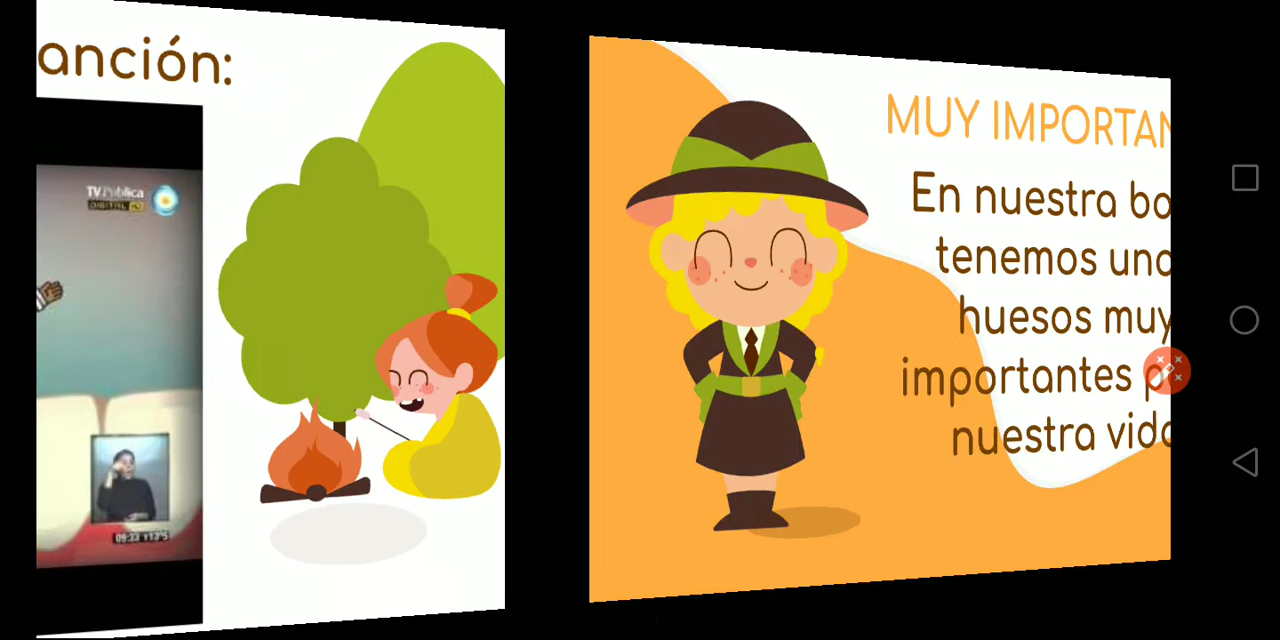 anción:
TV Pública
DIGITAL HD
MUY IMPORTAN
En nuestra bo
tenemos una
huesos muy
importantes p
nuestra vida